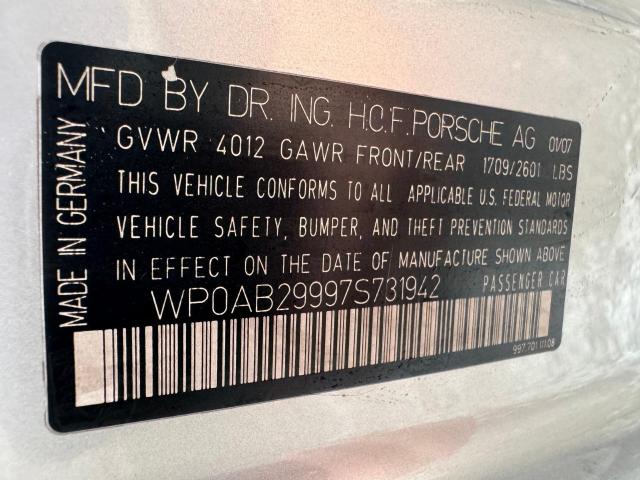 MFD BY DR. ING. H.C.F. PORSCHE AG 01/07
GVWR 4012 GAWR FRONT/REAR 1709/2601 LBS
THIS VEHICLE CONFORMS TO ALL APPLICABLE U.S. FEDERAL MOTOR
VEHICLE SAFETY, BUMPER, AND THEFT PREVENTION STANDARDS
IN EFFECT ON THE DATE OF MANUFACTURE SHOWN ABOVE
WP0AB29997S731942 PASSENGER CAR
997.701.111.08
MADE IN GERMANY